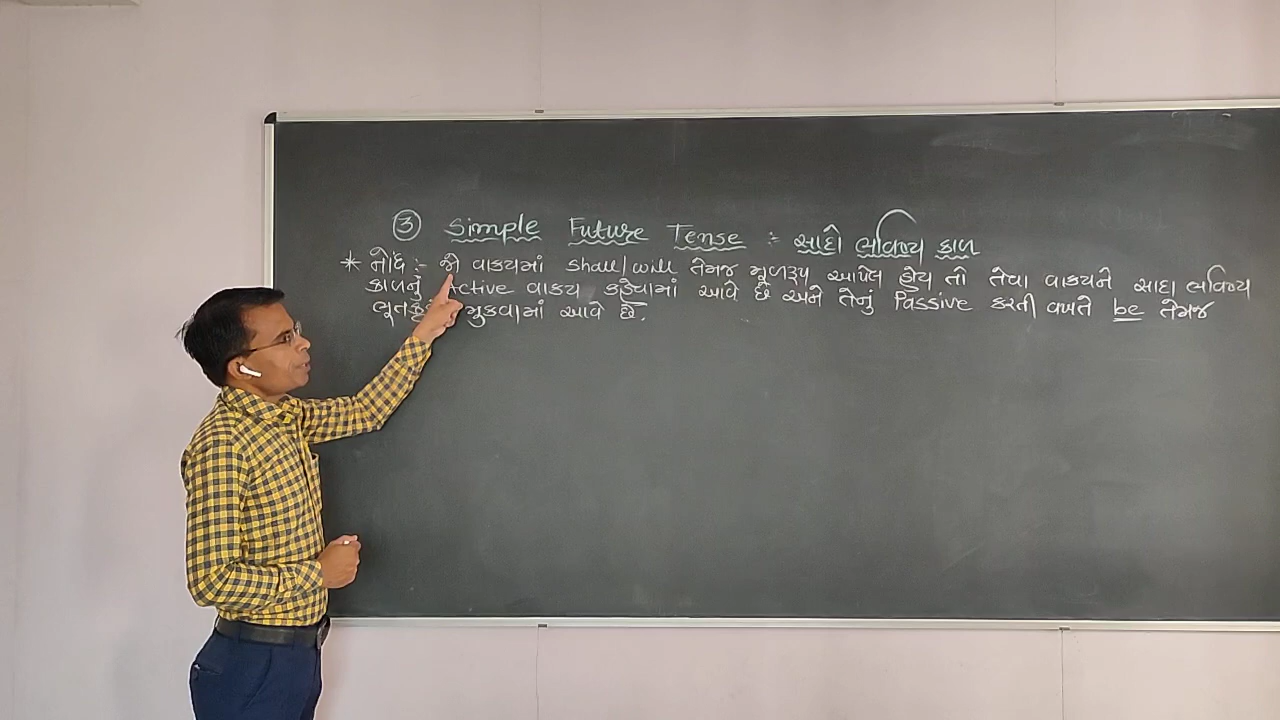 ③ Simple Future Tense :- સાદો ભવિષ્ય કાળ
* નોંધ :- જો વાક્યમાં shall/will તેમજ મૂળરૂપ આપેલ હોય તો તેવા વાક્યને સાદા ભવિષ્ય
કાળનું Active વાક્ય કહેવામાં આવે છે અને તેનું Passive કરતી વખતે be તેમજ
ભૂતકૃદંત મુકવામાં આવે છે.